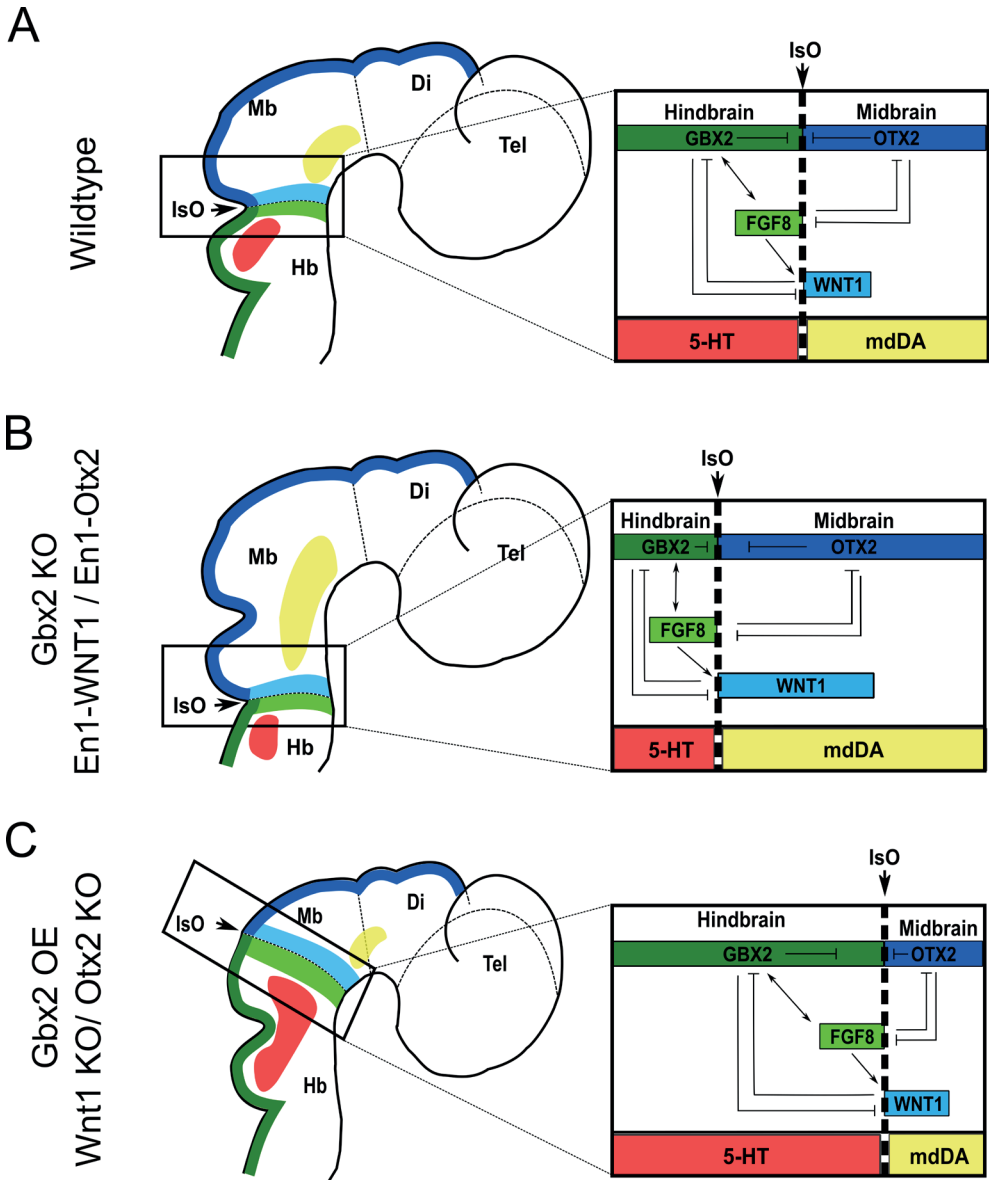 A
Wildtype
Mb
Di
Tel
IsO
Hb
IsO
Hindbrain
Midbrain
GBX2
OTX2
FGF8
WNT1
5-HT
mdDA
B
Gbx2 KO
En1-WNT1 / En1-Otx2
Mb
Di
Tel
IsO
Hb
IsO
Hindbrain
Midbrain
GBX2
OTX2
FGF8
WNT1
5-HT
mdDA
C
Gbx2 OE
Wnt1 KO/ Otx2 KO
IsO
Mb
Di
Tel
Hb
IsO
Hindbrain
Midbrain
GBX2
OTX2
FGF8
WNT1
5-HT
mdDA